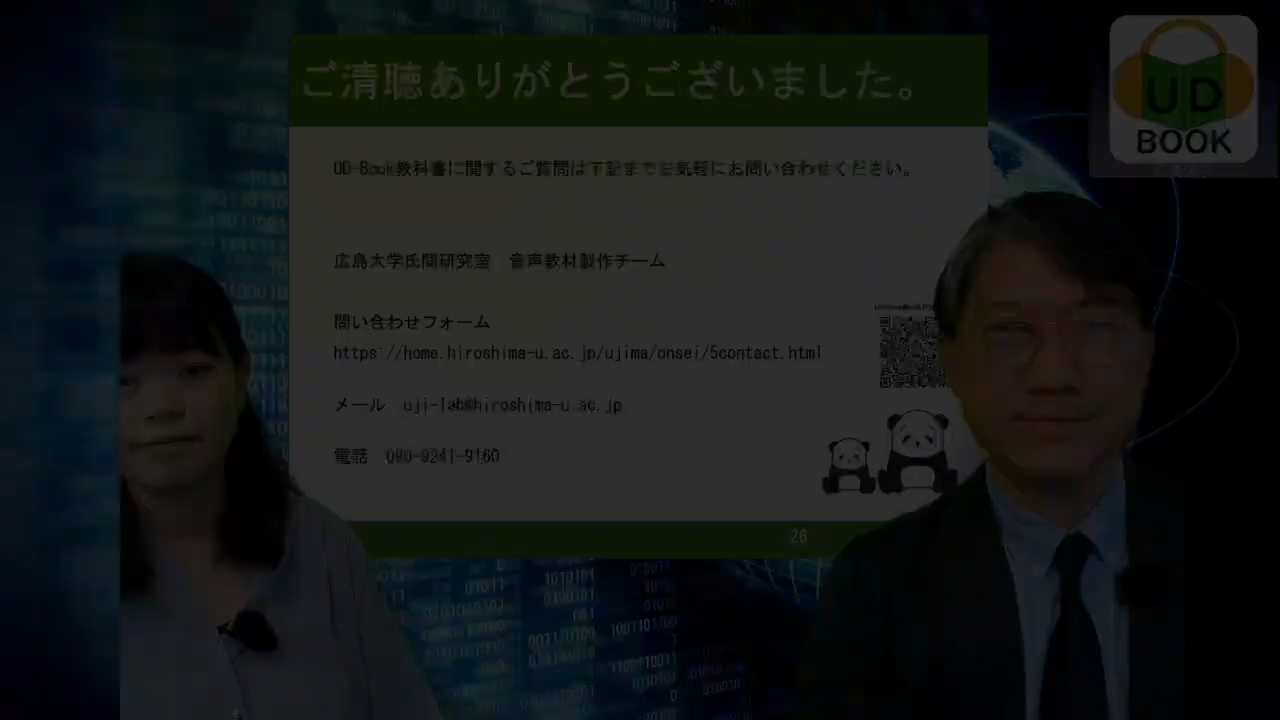 ご清聴ありがとうございました。
UD-Book教科書に関するご質問は下記までお気軽にお問い合わせください。
広島大学氏間研究室 音声教材製作チーム
問い合わせフォーム
https://home.hiroshima-u.ac.jp/ujima/onsei/5contact.html
メール uji-lab@hiroshima-u.ac.jp
電話 090-9241-9160
26
UD
BOOK